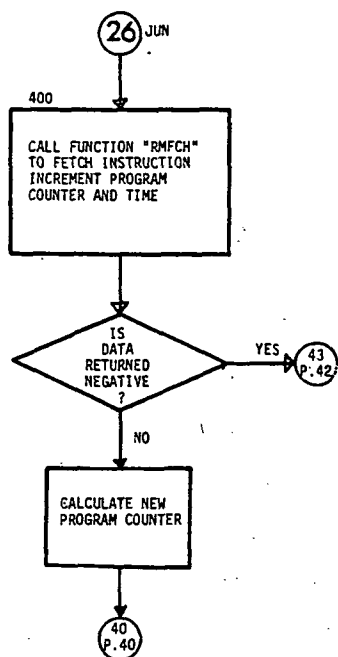 26 JUN
400
CALL FUNCTION "RMFCH"
TO FETCH INSTRUCTION
INCREMENT PROGRAM
COUNTER AND TIME
IS
DATA
RETURNED
NEGATIVE
?
YES
43
P.42
NO
CALCULATE NEW
PROGRAM COUNTER
40
P.40